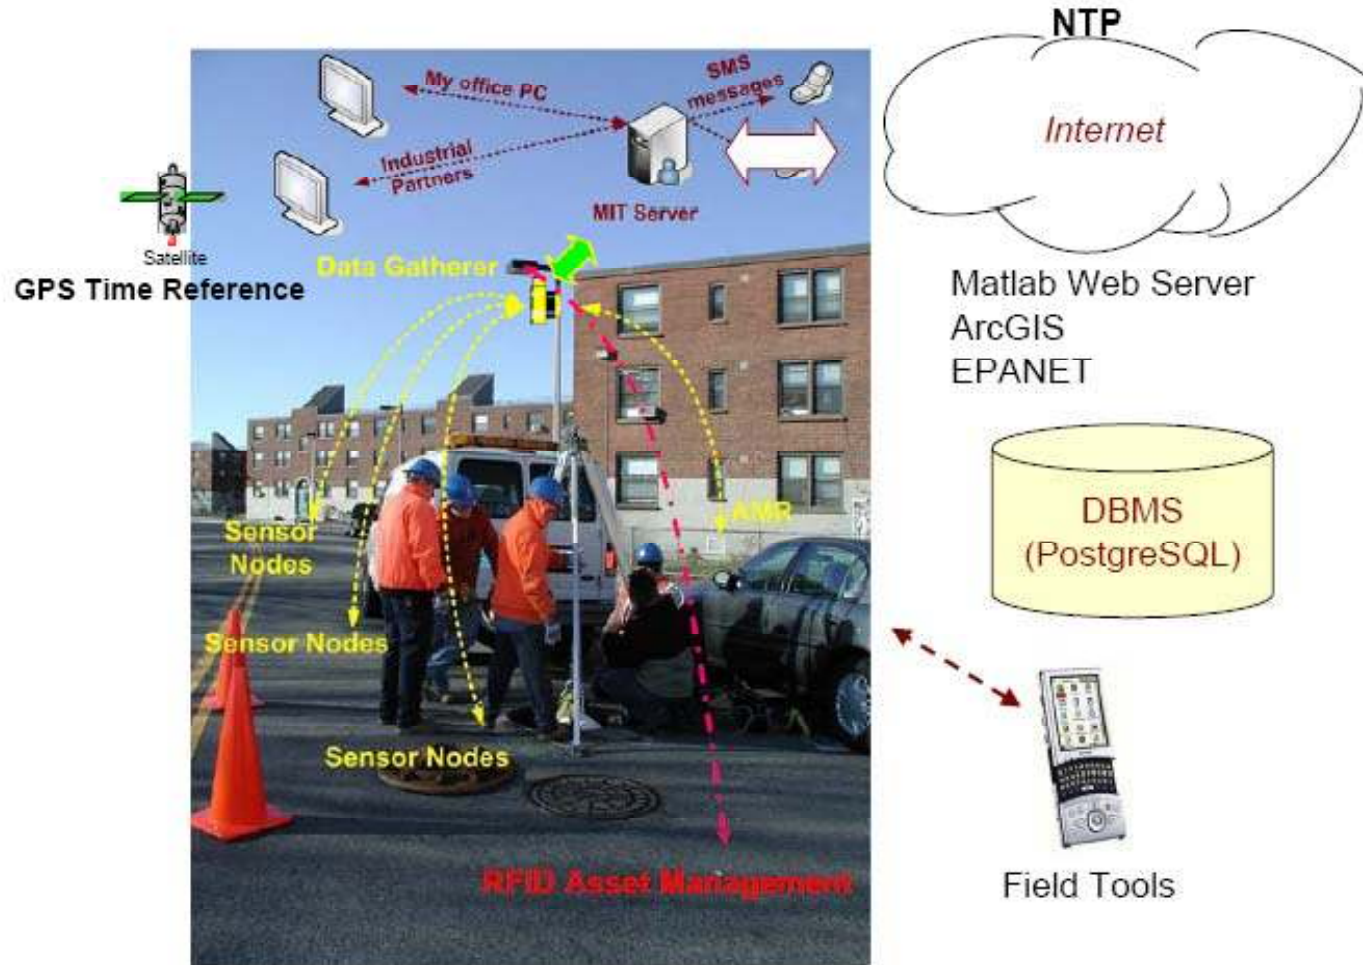 NTP
My office PC
SMS
messages
Internet
Industrial
Partners
MIT Server
Satellite
GPS Time Reference
Data Gatherer
Matlab Web Server
ArcGIS
EPANET
AMR
Sensor
Nodes
DBMS
(PostgreSQL)
Sensor Nodes
Sensor Nodes
RFID Asset Management
Field Tools